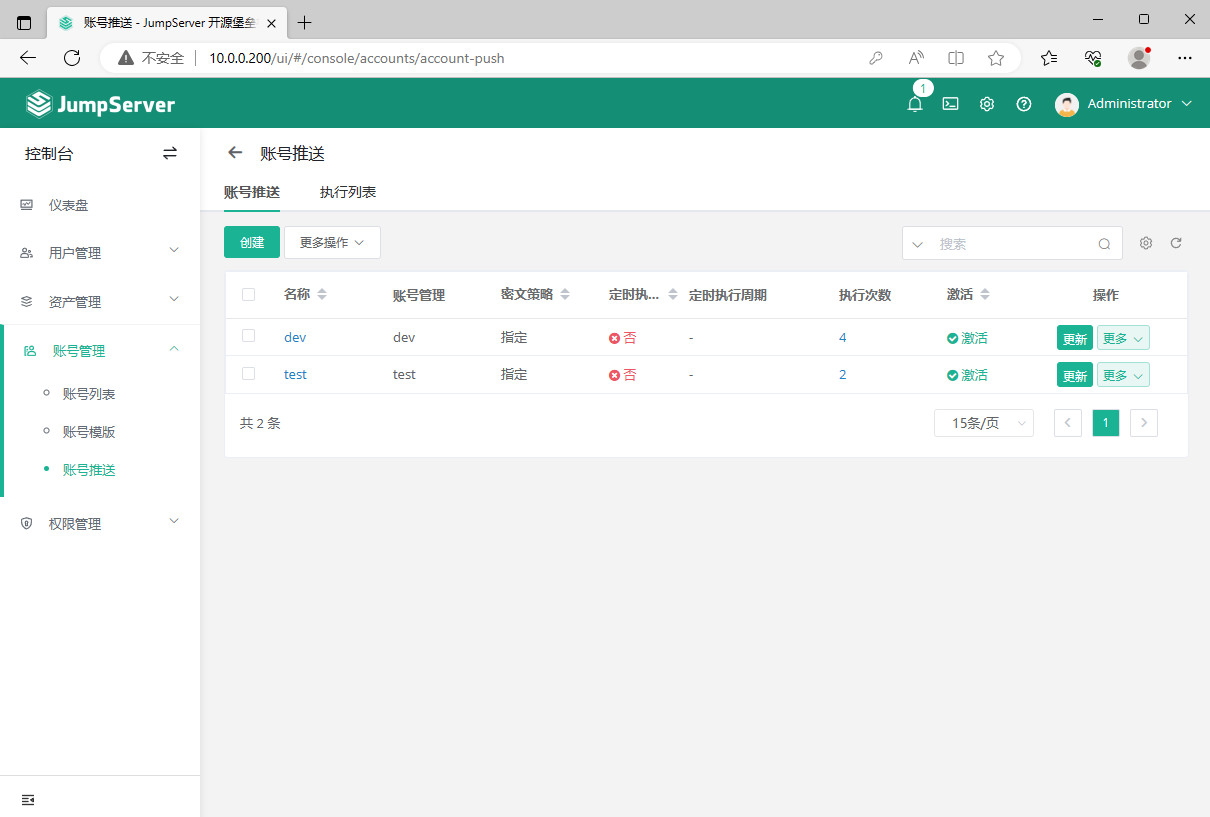 账号推送 - JumpServer 开源堡垒
不安全
10.0.0.200/ui/#/console/accounts/account-push
JumpServer
1
Administrator
控制台
账号推送
账号推送
执行列表
仪表盘
用户管理
资产管理
账号管理
账号列表
账号模版
账号推送
权限管理
创建
更多操作
搜索
名称 账号管理 密文策略 定时执... 定时执行周期 执行次数 激活 操作
dev dev 指定 否 - 4 激活 更新 更多
test test 指定 否 - 2 激活 更新 更多
共 2 条
15条/页
1